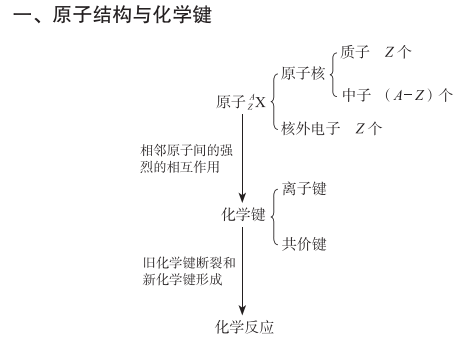 一、原子结构与化学键
质子 Z个
原子核
中子 (A－Z)个
原子 ᴬ_ZX
核外电子 Z个
相邻原子间的强
烈的相互作用
离子键
化学键
共价键
旧化学键断裂和
新化学键形成
化学反应